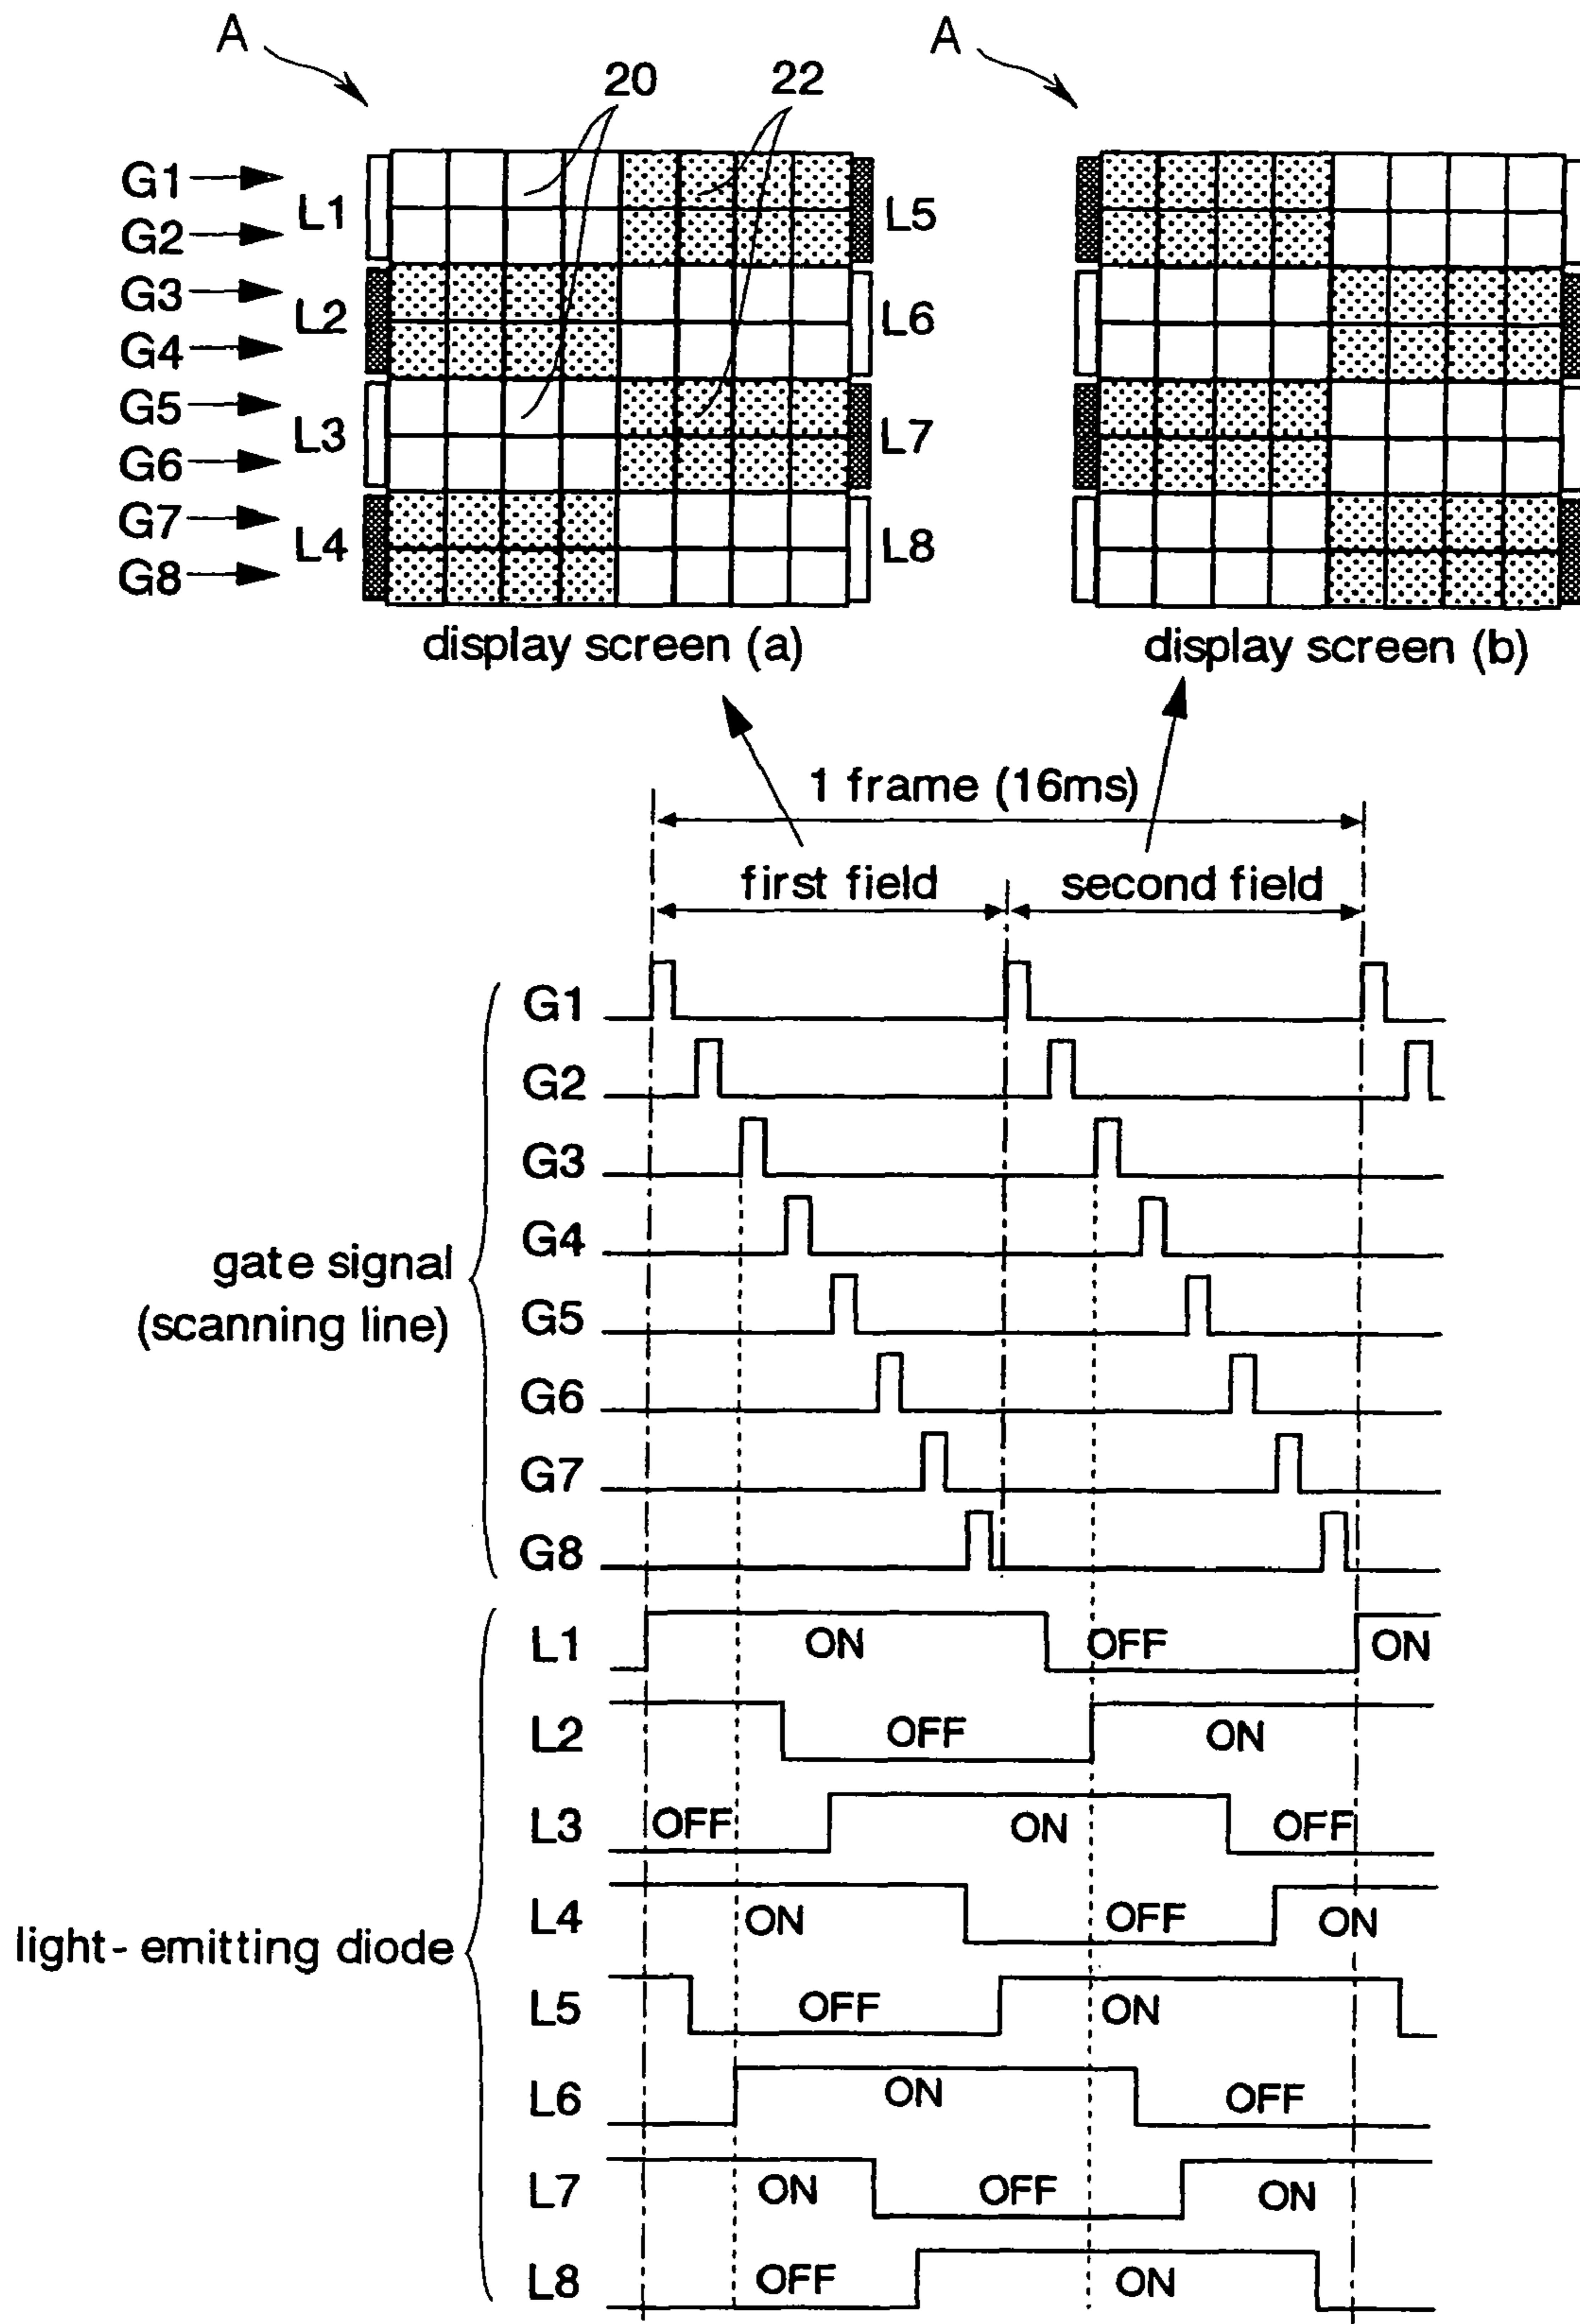 A
A
20
22
G1
G2
G3
G4
G5
G6
G7
G8
L1
L2
L3
L4
L5
L6
L7
L8
display screen (a)
display screen (b)
1 frame (16ms)
first field
second field
gate signal
(scanning line)
G1
G2
G3
G4
G5
G6
G7
G8
light-emitting diode
L1 ON OFF ON
L2 OFF ON
L3 OFF ON OFF
L4 ON OFF ON
L5 OFF ON
L6 ON OFF
L7 ON OFF ON
L8 OFF ON